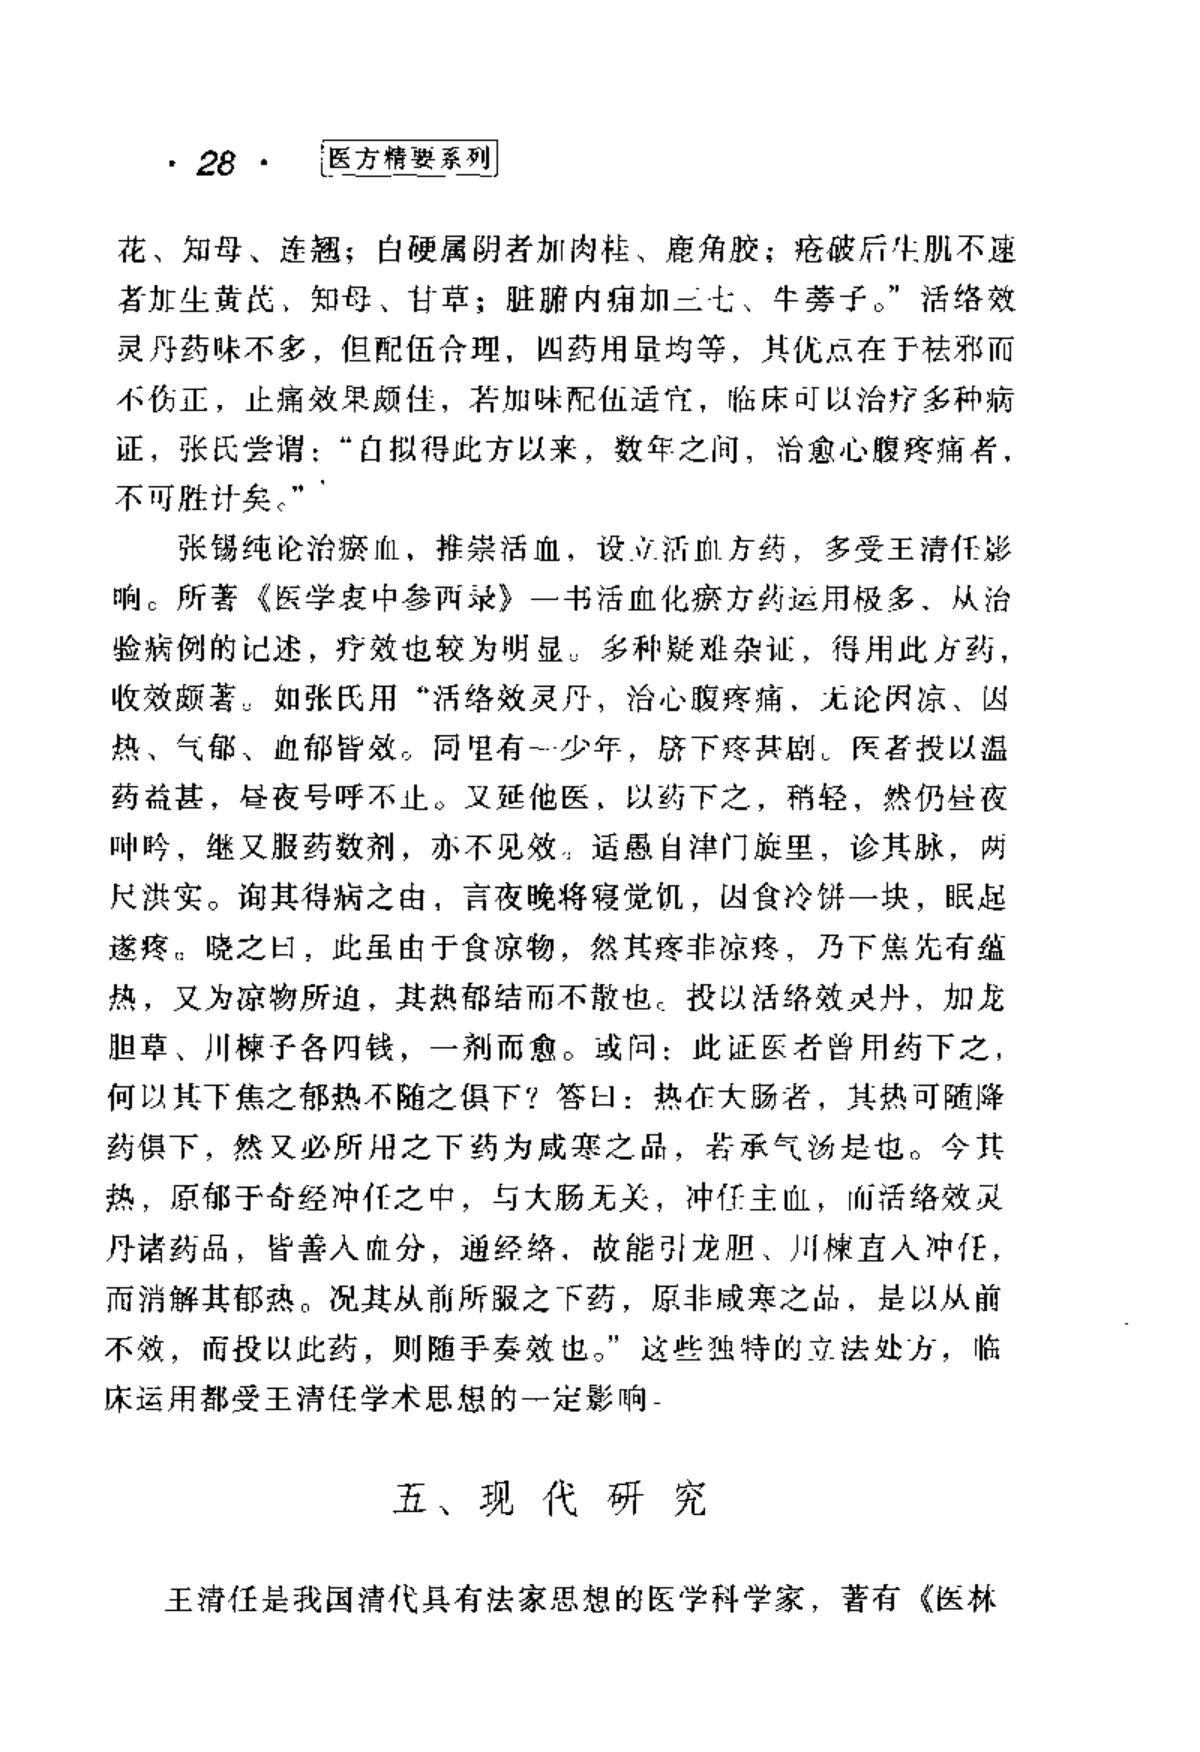 · 28 · 医方精要系列
花、知母、连翘；白硬属阴者加肉桂、鹿角胶；疮破后生肌不速
者加生黄芪、知母、甘草；脏腑内痈加三七、牛蒡子。”活络效
灵丹药味不多，但配伍合理，四药用量均等，其优点在于祛邪而
不伤正，止痛效果颇佳，若加味配伍适宜，临床可以治疗多种病
证，张氏尝谓：“自拟得此方以来，数年之间，治愈心腹疼痛者，
不可胜计矣。”
张锡纯论治瘀血，推崇活血，设立活血方药，多受王清任影
响。所著《医学衷中参西录》一书活血化瘀方药运用极多、从治
验病例的记述，疗效也较为明显。多种疑难杂证，得用此方药，
收效颇著。如张氏用“活络效灵丹，治心腹疼痛，无论因凉、因
热、气郁、血郁皆效。同里有一少年，脐下疼甚剧。医者投以温
药益甚，昼夜号呼不止。又延他医，以药下之，稍轻，然仍昼夜
呻吟，继又服药数剂，亦不见效。适愚自津门旋里，诊其脉，两
尺洪实。询其得病之由，言夜晚将寝觉饥，因食冷饼一块，眠起
遂疼。晓之曰，此虽由于食凉物，然其疼非凉疼，乃下焦先有蕴
热，又为凉物所迫，其热郁结而不散也。投以活络效灵丹，加龙
胆草、川楝子各四钱，一剂而愈。或问：此证医者曾用药下之，
何以其下焦之郁热不随之俱下？答曰：热在大肠者，其热可随降
药俱下，然又必所用之下药为咸寒之品，若承气汤是也。今其
热，原郁于奇经冲任之中，与大肠无关，冲任主血，而活络效灵
丹诸药品，皆善入血分，通经络，故能引龙胆、川楝直入冲任，
而消解其郁热。况其从前所服之下药，原非咸寒之品，是以从前
不效，而投以此药，则随手奏效也。”这些独特的立法处方，临
床运用都受王清任学术思想的一定影响。
五、现代研究
王清任是我国清代具有法家思想的医学科学家，著有《医林